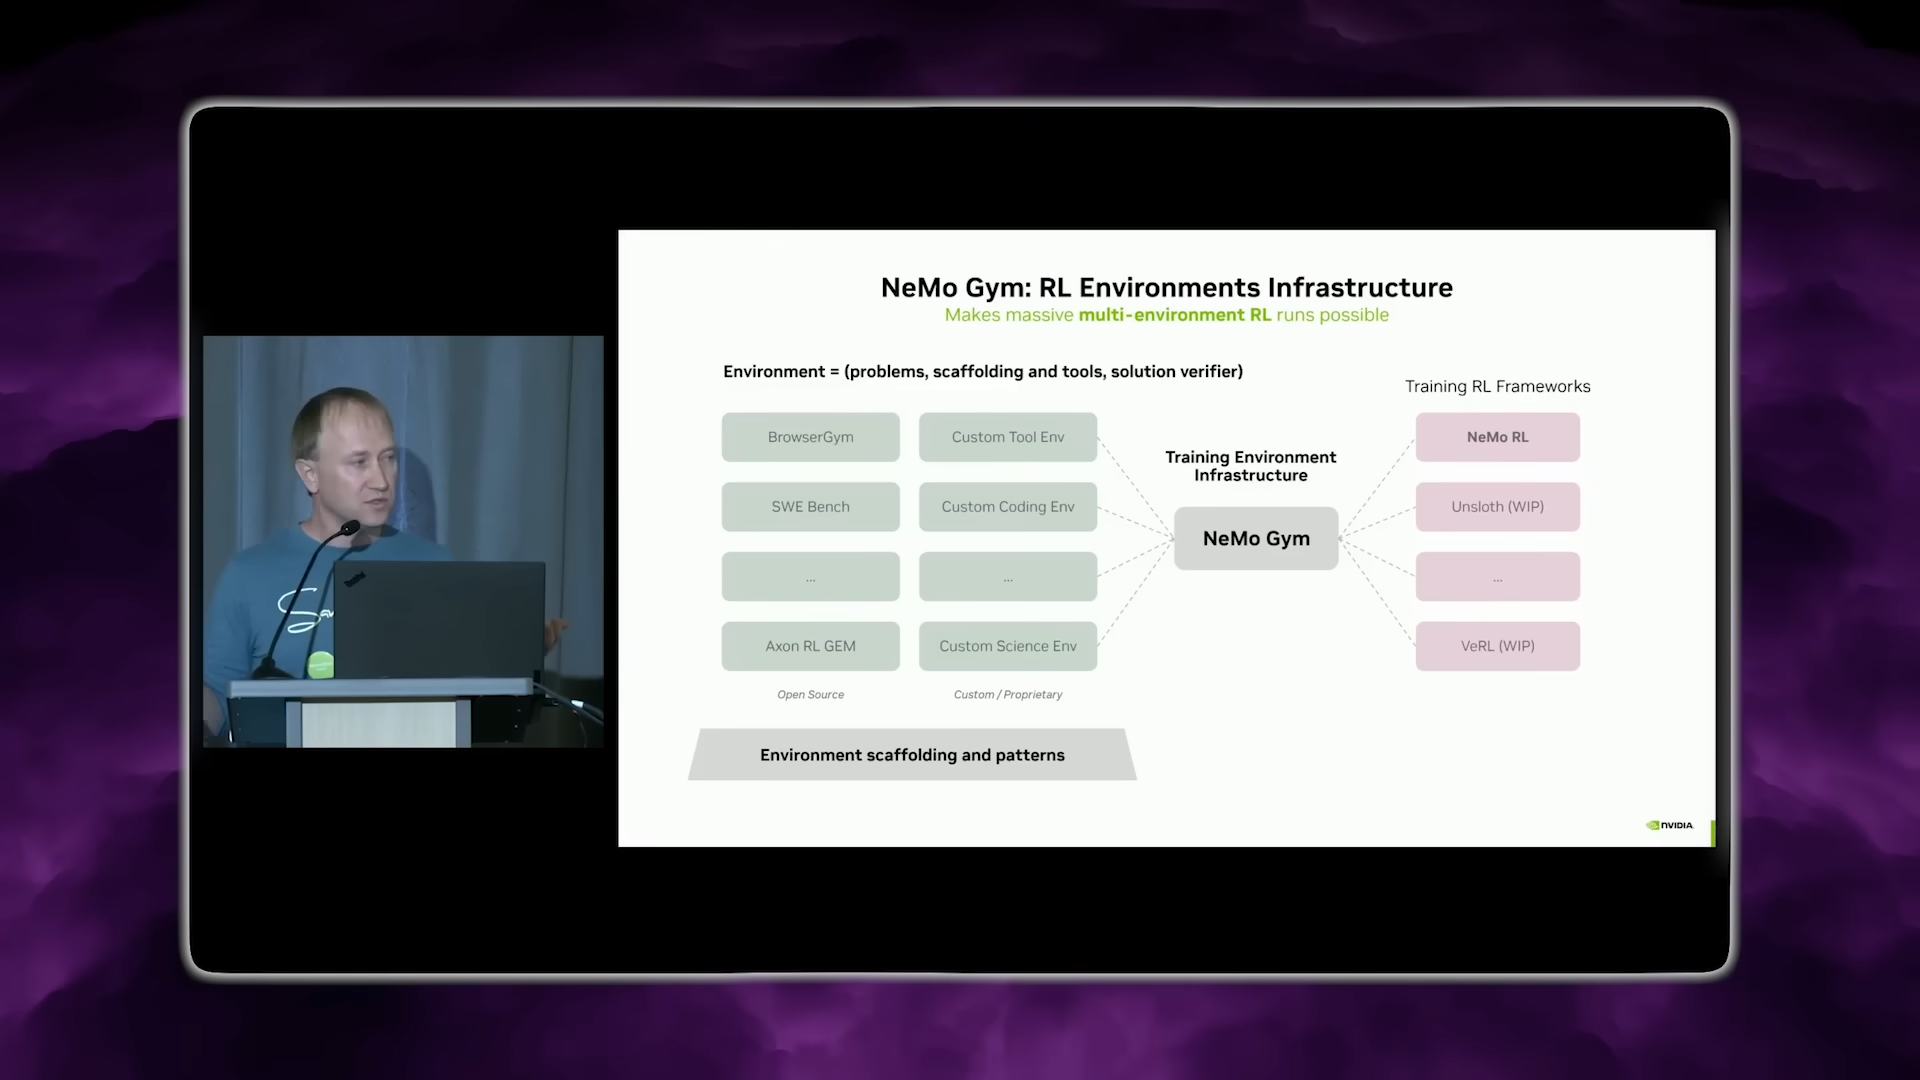 NeMo Gym: RL Environments Infrastructure
Makes massive multi-environment RL runs possible
Environment = (problems, scaffolding and tools, solution verifier)
Training RL Frameworks
BrowserGym
Custom Tool Env
NeMo RL
Training Environment
Infrastructure
SWE Bench
Custom Coding Env
Unsloth (WIP)
NeMo Gym
...
...
...
Axon RL GEM
Custom Science Env
VeRL (WIP)
Open Source
Custom / Proprietary
Environment scaffolding and patterns
NVIDIA